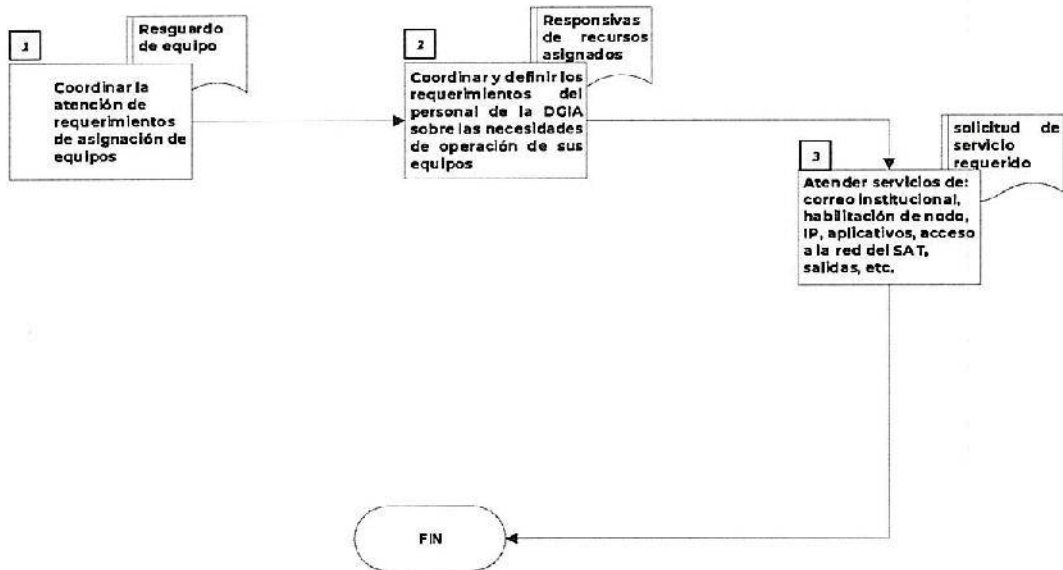 1
Resguardo
de equipo
Coordinar la
atención de
requerimientos
de asignación de
equipos
2
Responsivas
de recursos
asignados
Coordinar y definir los
requerimientos del
personal de la DGIA
sobre las necesidades
de operación de sus
equipos
3
solicitud de
servicio
requerido
Atender servicios de:
correo institucional,
habilitación de nodo,
IP, aplicativos, acceso
a la red del SAT,
salidas, etc.
FIN